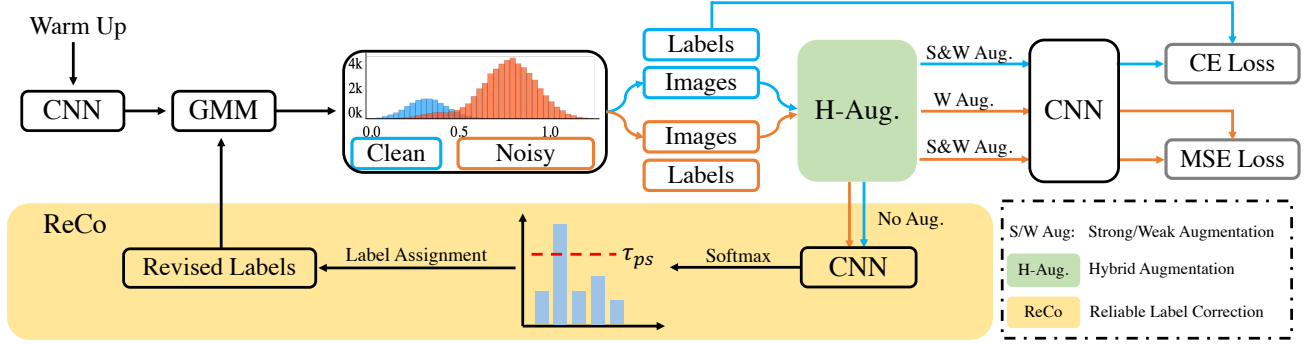 Warm Up
CNN
GMM
4k
2k
0k
0.0
0.5
1.0
Clean
Noisy
Labels
Images
Images
Labels
H-Aug.
S&W Aug.
W Aug.
S&W Aug.
CNN
CE Loss
MSE Loss
No Aug.
ReCo
Revised Labels
Label Assignment
τps
Softmax
CNN
S/W Aug: Strong/Weak Augmentation
H-Aug. Hybrid Augmentation
ReCo Reliable Label Correction